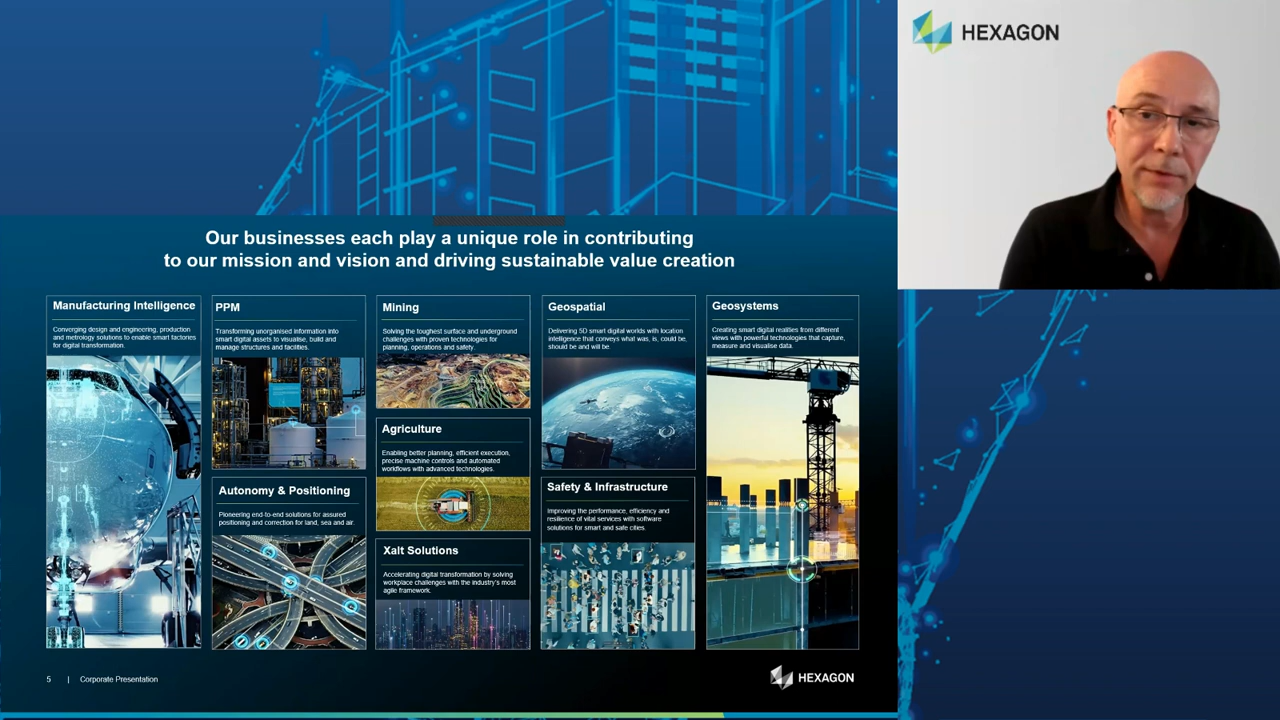 HEXAGON
Our businesses each play a unique role in contributing
to our mission and vision and driving sustainable value creation
Manufacturing Intelligence
Converging design and engineering, production
and metrology solutions to enable smart factories
for digital transformation.
PPM
Transforming unorganised information into
smart digital assets to visualise, build and
manage structures and facilities.
Autonomy & Positioning
Pioneering end-to-end solutions for assured
positioning and correction for land, sea and air.
Mining
Solving the toughest surface and underground
challenges with proven technologies for
planning, operations and safety.
Agriculture
Enabling better planning, efficient execution,
precise machine controls and automated
workflows with advanced technologies.
Xalt Solutions
Accelerating digital transformation by solving
workplace challenges with the industry's most
agile framework.
Geospatial
Delivering 5D smart digital worlds with location
intelligence that conveys what was, is, could be,
should be and will be.
Safety & Infrastructure
Improving the performance, efficiency and
resilience of vital services with software
solutions for smart and safe cities.
Geosystems
Creating smart digital realities from different
views with powerful technologies that capture,
measure and visualise data.
5 | Corporate Presentation
HEXAGON